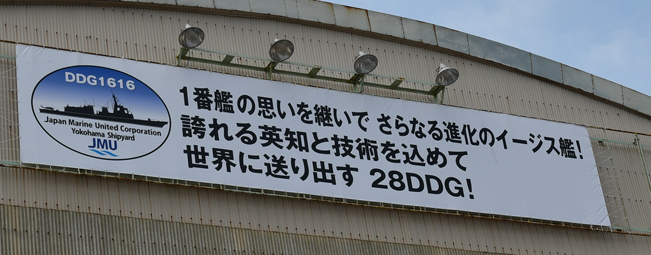 DDG1616
Japan Marine United Corporation
Yokohama Shipyard
JMU
1番艦の思いを継いで さらなる進化のイージス艦!
誇れる英知と技術を込めて
世界に送り出す 28DDG!